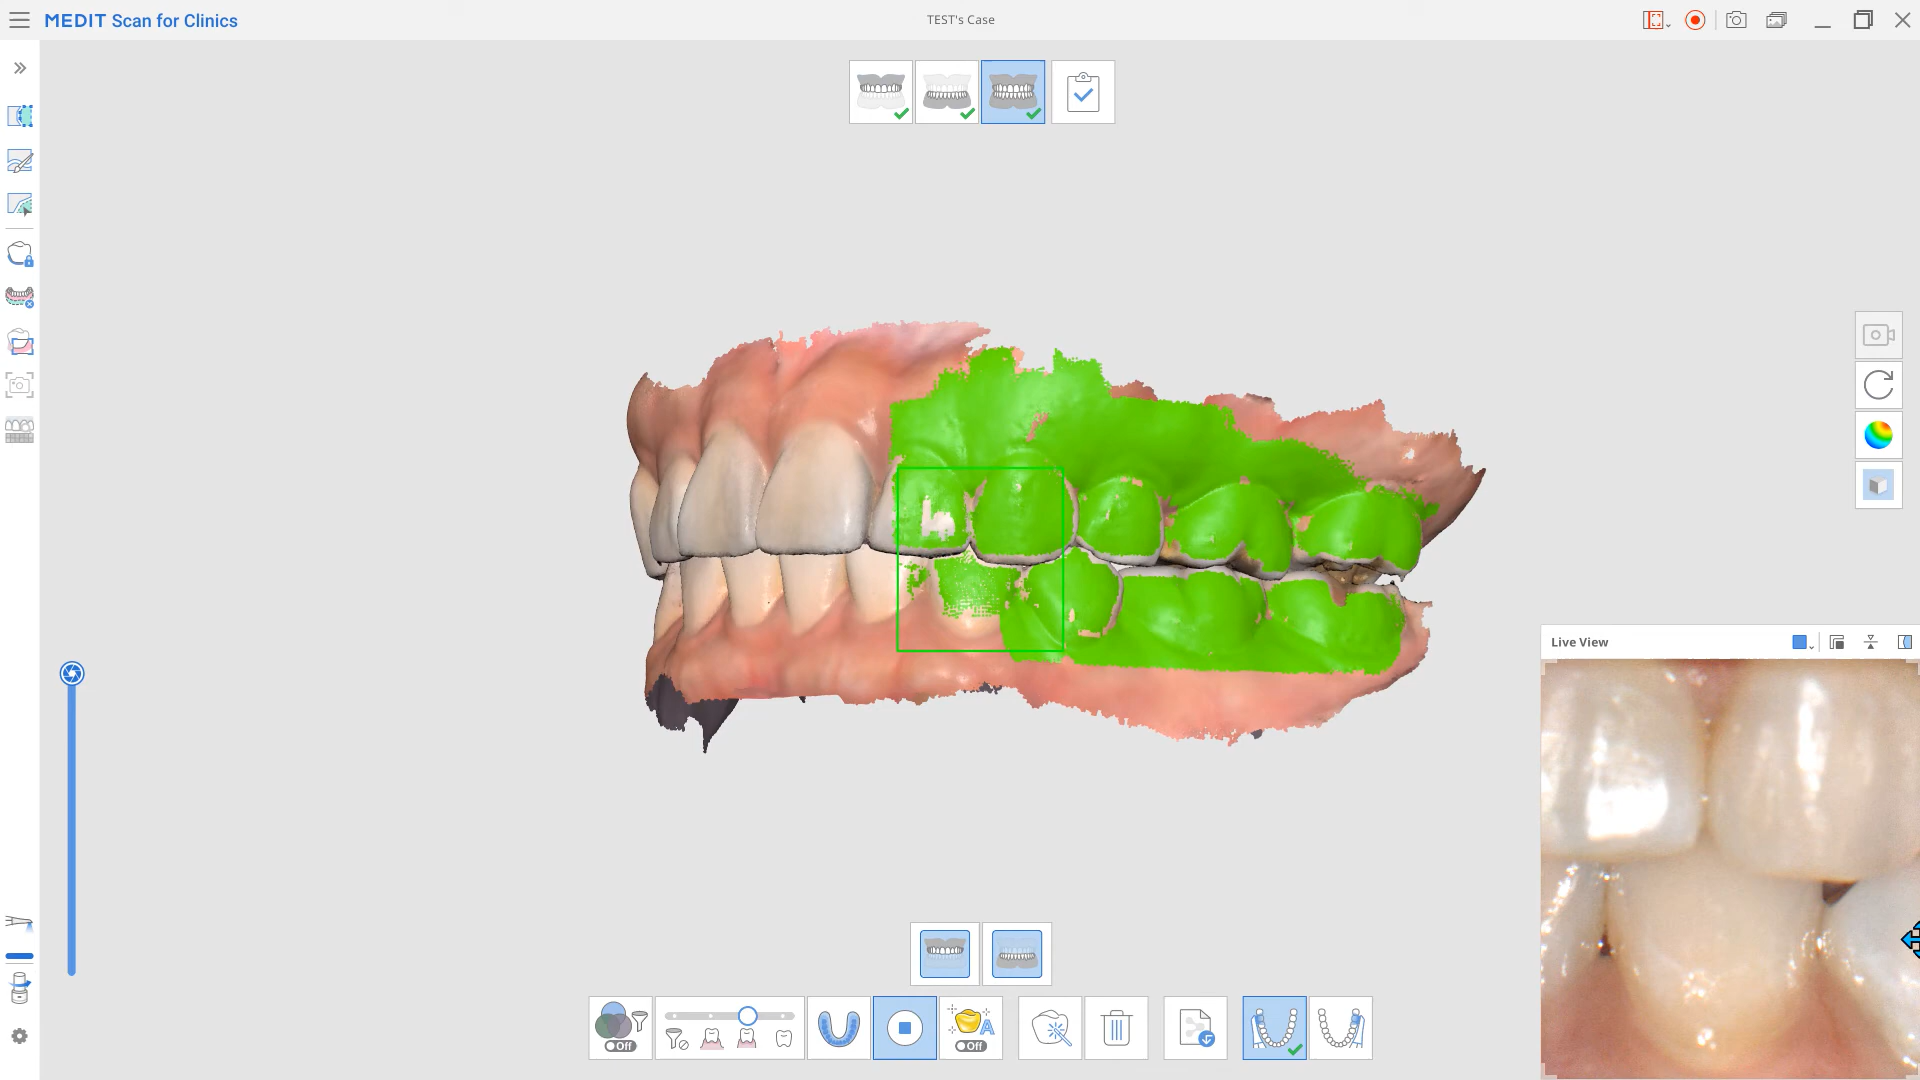 MEDIT Scan for Clinics
TEST's Case
Live View
Off
A
Off